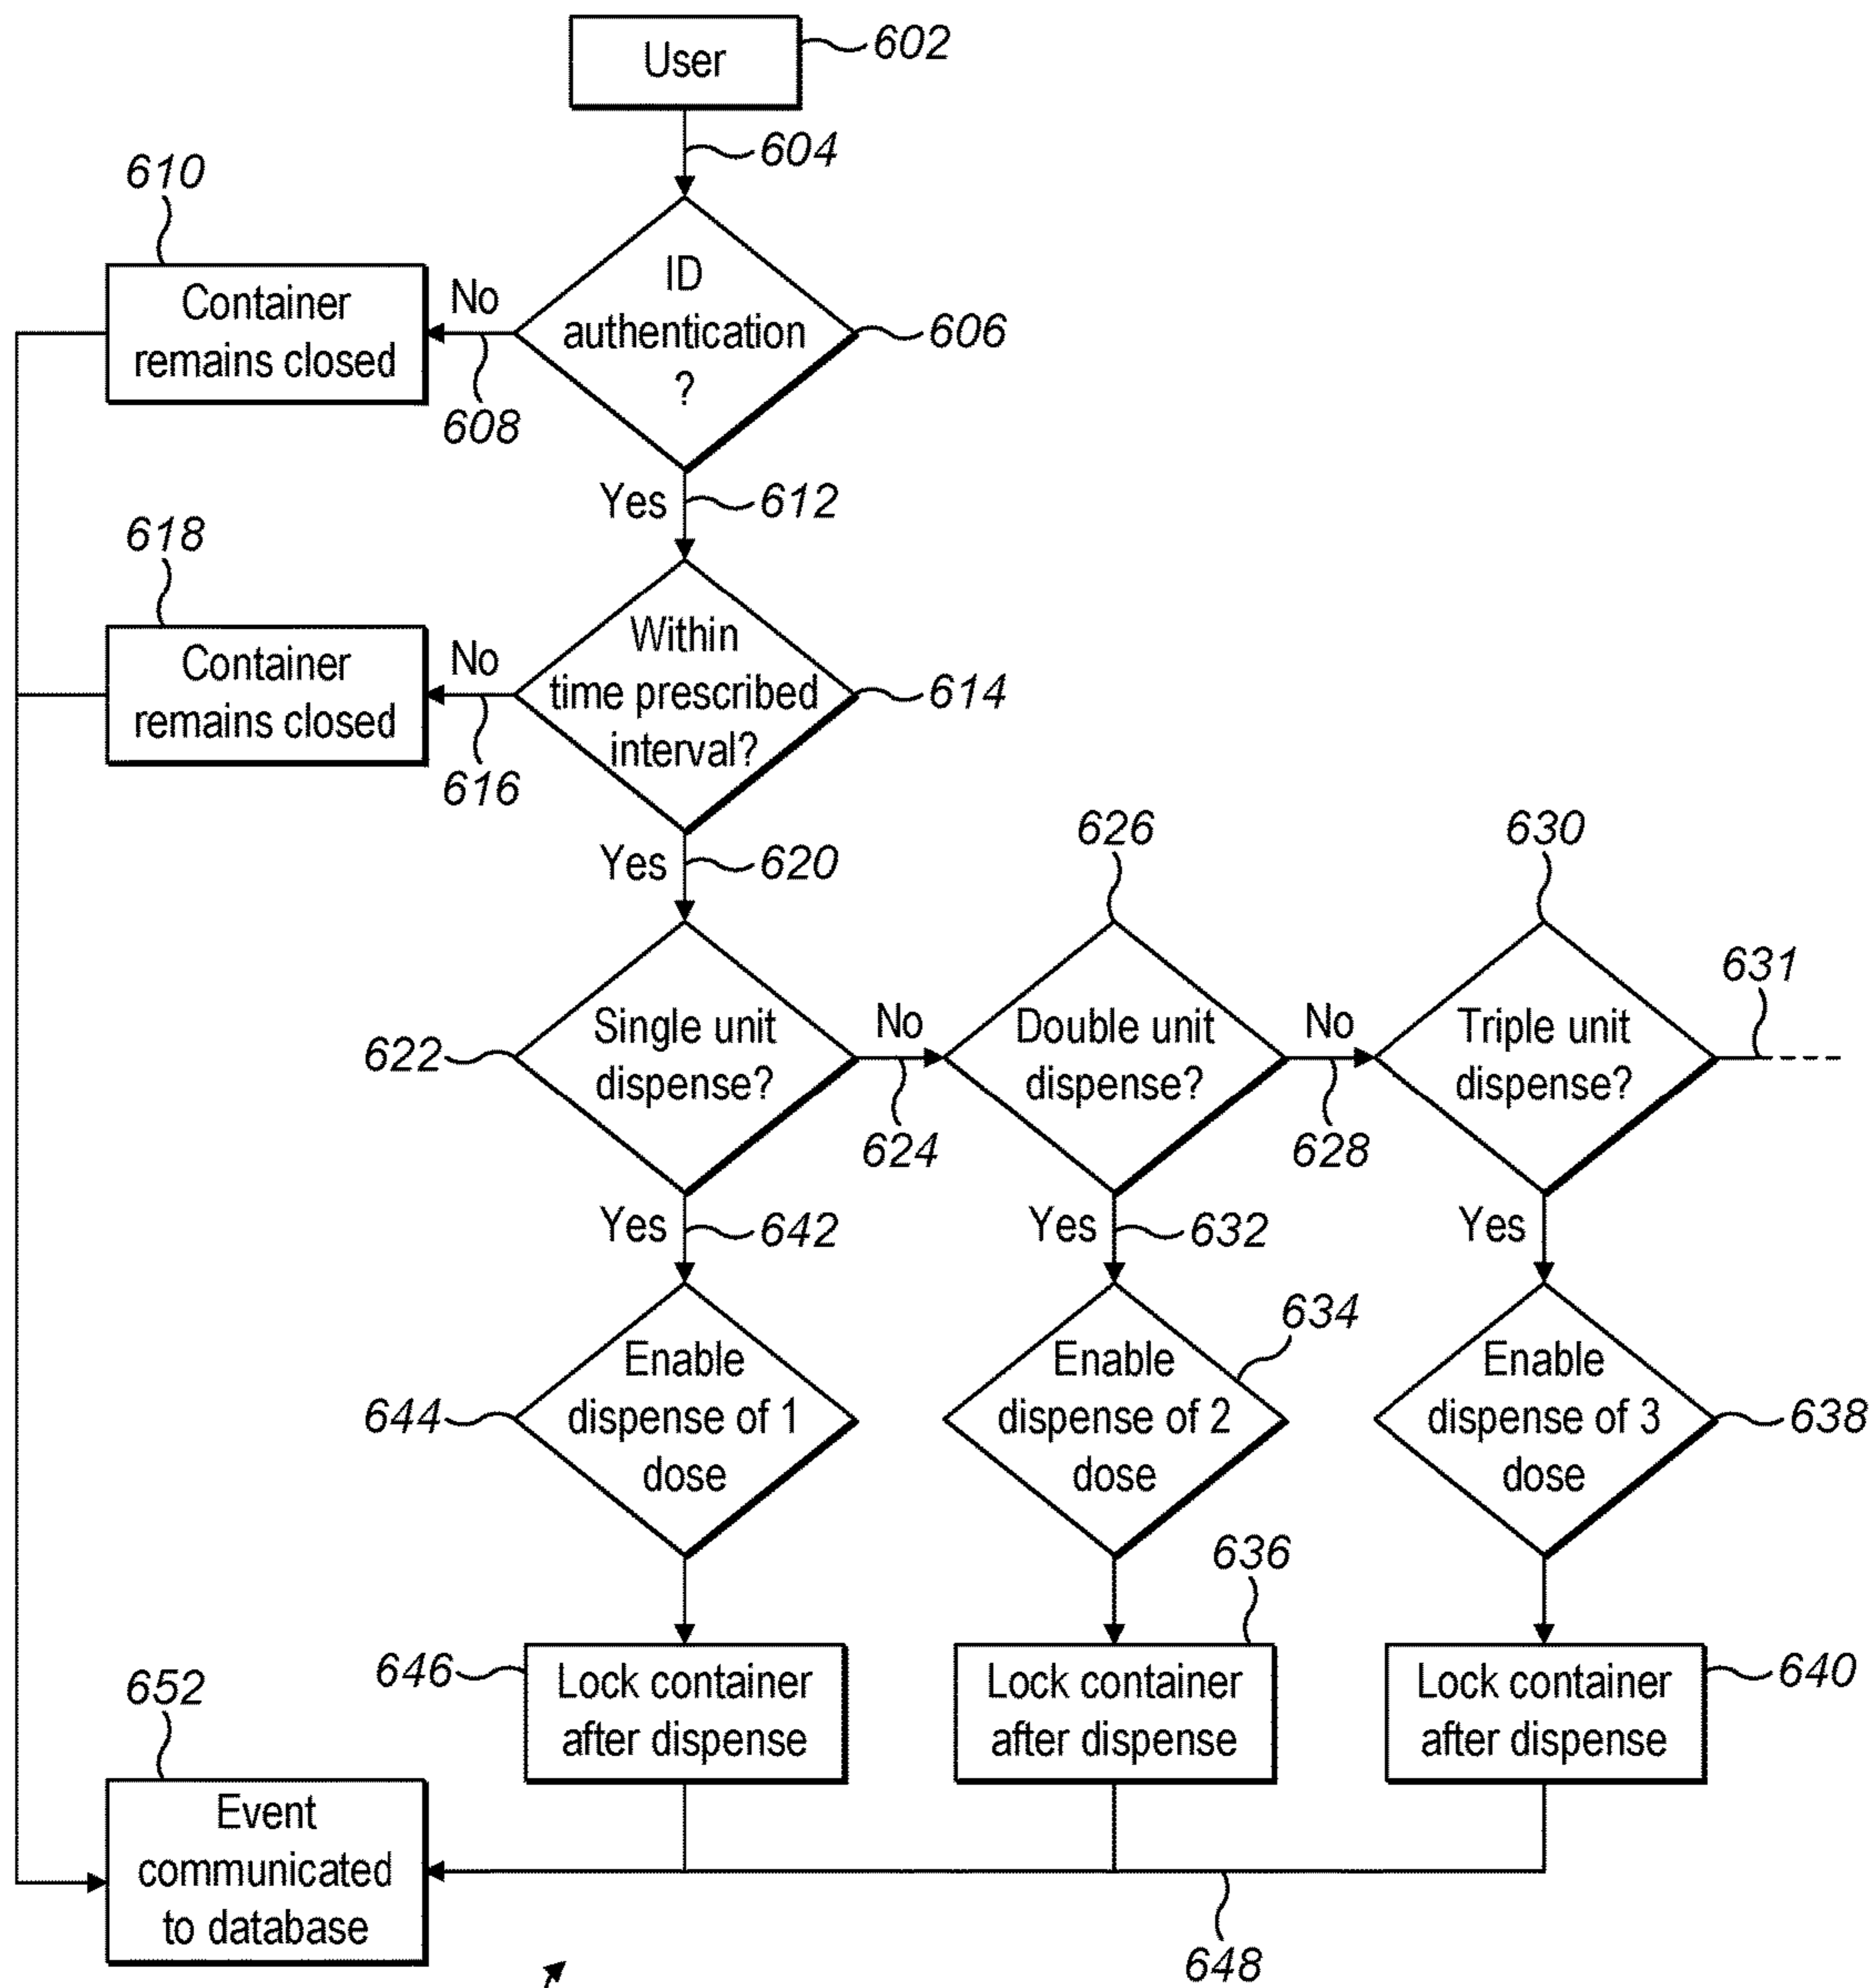 User
602
604
610
Container
remains closed
No
608
ID
authentication
?
606
Yes
612
618
Container
remains closed
No
616
Within
time prescribed
interval?
614
Yes
620
626
630
631
622
Single unit
dispense?
No
624
Double unit
dispense?
No
628
Triple unit
dispense?
Yes
642
Yes
632
Yes
634
644
Enable
dispense of 1
dose
Enable
dispense of 2
dose
Enable
dispense of 3
dose
638
636
646
Lock container
after dispense
Lock container
after dispense
Lock container
after dispense
640
652
Event
communicated
to database
648